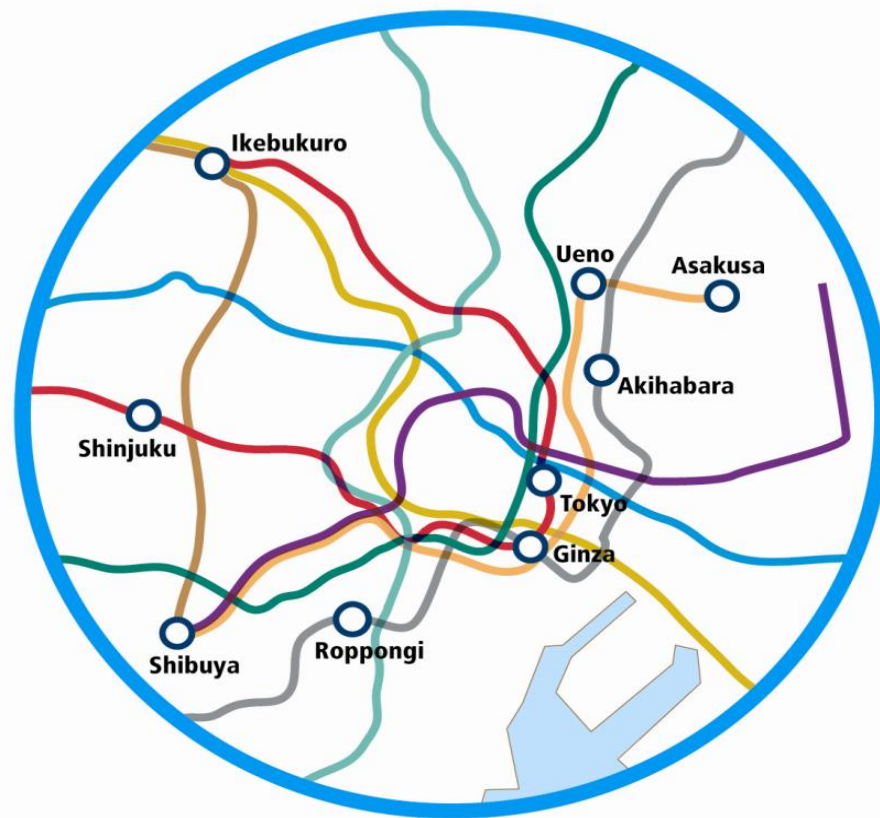 Ikebukuro
Ueno
Asakusa
Akihabara
Shinjuku
Tokyo
Ginza
Shibuya
Roppongi